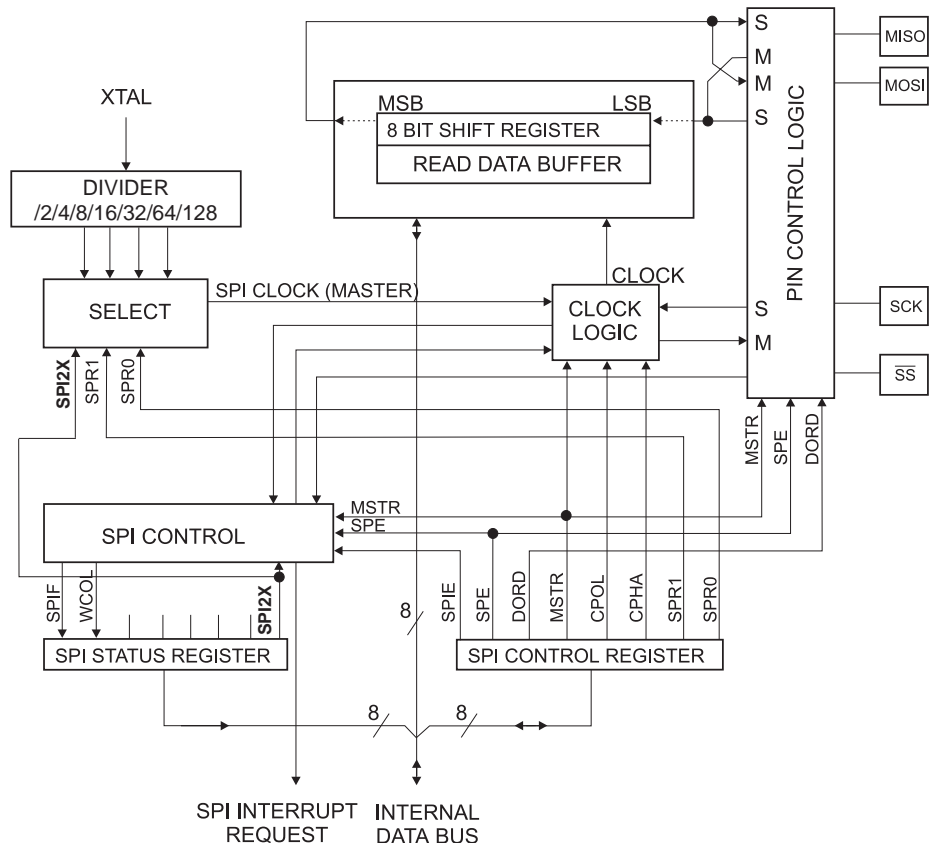 S
MISO
M
M
MOSI
XTAL
MSB
LSB
S
8 BIT SHIFT REGISTER
READ DATA BUFFER
PIN CONTROL LOGIC
DIVIDER
/2/4/8/16/32/64/128
CLOCK
SPI CLOCK (MASTER)
SELECT
CLOCK
LOGIC
S
M
SCK
SS
SPI2X
SPR1
SPR0
MSTR
SPE
DORD
MSTR
SPE
SPI CONTROL
SPIF
WCOL
SPI2X
8
SPIE
SPE
DORD
MSTR
CPOL
CPHA
SPR1
SPR0
SPI STATUS REGISTER
SPI CONTROL REGISTER
8
8
SPI INTERRUPT
REQUEST
INTERNAL
DATA BUS